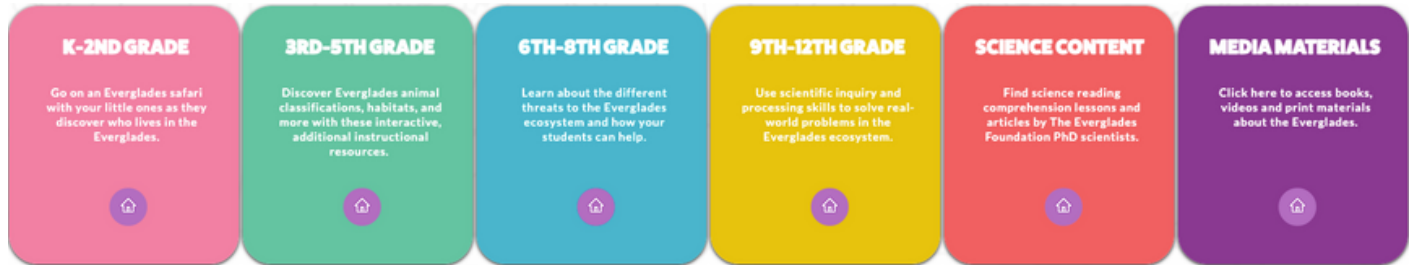 K-2ND GRADE
Go on an Everglades safari
with your little ones as they
discover who lives in the
Everglades.
3RD-5TH GRADE
Discover Everglades animal
classifications, habitats, and
more with these interactive,
additional instructional
resources.
6TH-8TH GRADE
Learn about the different
threats to the Everglades
ecosystem and how your
students can help.
9TH-12TH GRADE
Use scientific inquiry and
processing skills to solve real-
world problems in the
Everglades ecosystem.
SCIENCE CONTENT
Find science reading
comprehension lessons and
articles by The Everglades
Foundation PhD scientists.
MEDIA MATERIALS
Click here to access books,
videos and print materials
about the Everglades.